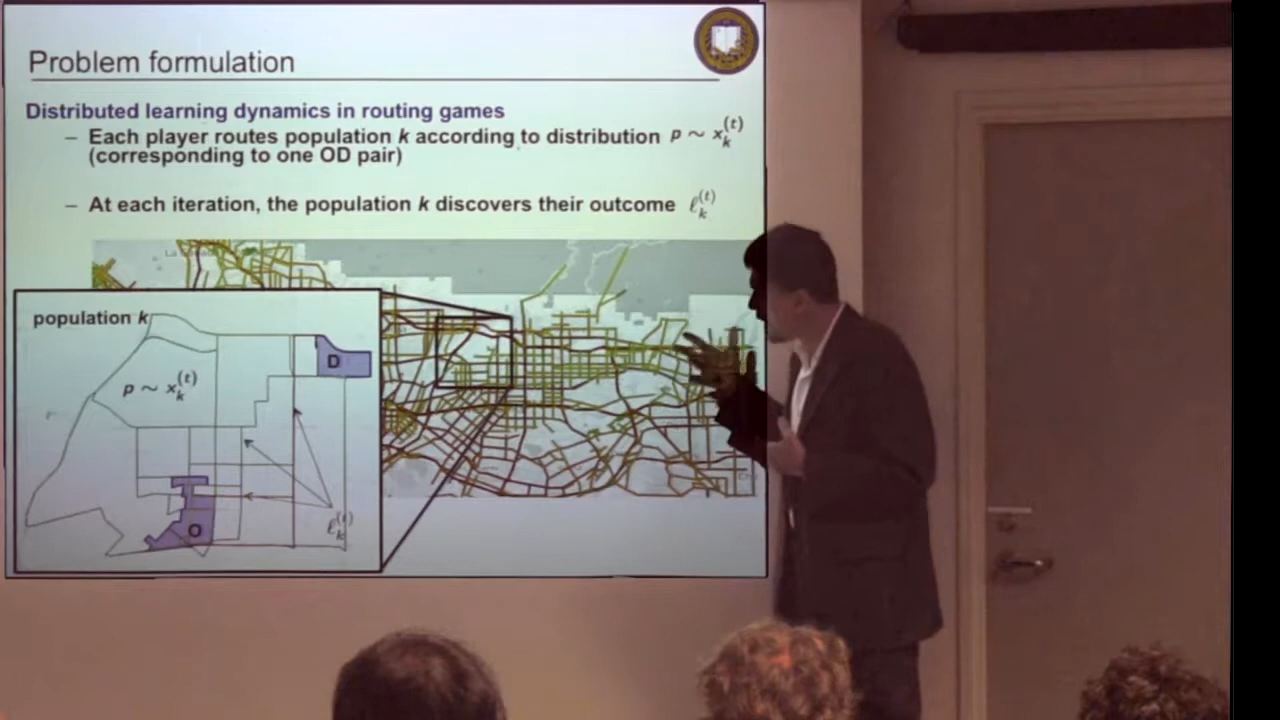 Problem formulation
Distributed learning dynamics in routing games
– Each player routes population k according to distribution p ~ x_k^(t)
(corresponding to one OD pair)
– At each iteration, the population k discovers their outcome ℓ_k^(t)
population k
D
p ~ x_k^(t)
O
ℓ_k^(t)